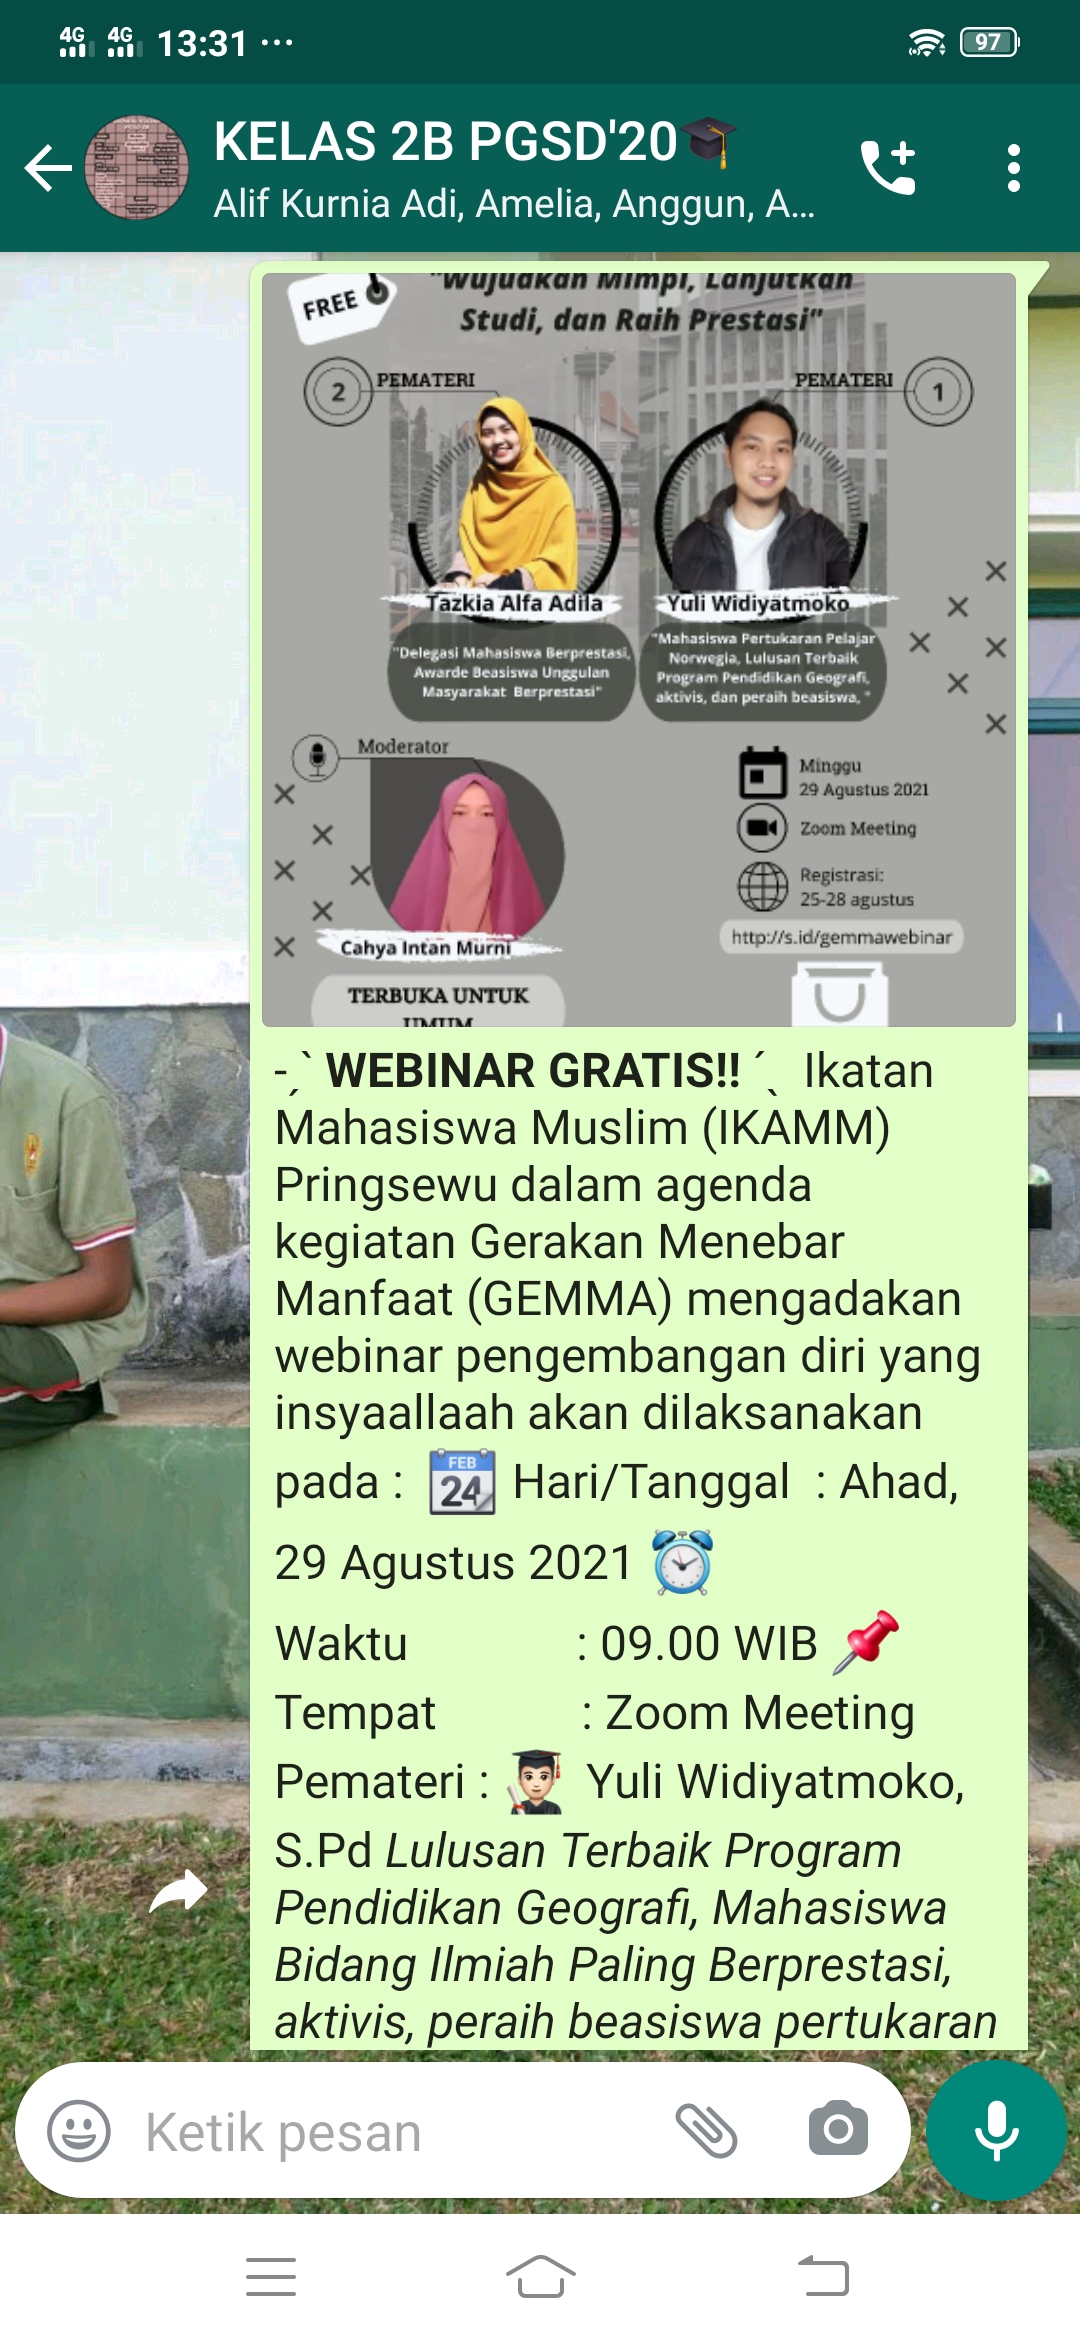 4G 4G 13:31 ... 97
KELAS 2B PGSD'20🎓
Alif Kurnia Adi, Amelia, Anggun, A...
FREE
"Wujudkan Mimpi, Lanjutkan
Studi, dan Raih Prestasi"
2 PEMATERI
PEMATERI 1
Tazkia Alfa Adila
Yuli Widiyatmoko
"Delegasi Mahasiswa Berprestasi,
Awarde Beasiswa Unggulan
Masyarakat Berprestasi"
"Mahasiswa Pertukaran Pelajar
Norwegia, Lulusan Terbaik
Program Pendidikan Geografi,
aktivis, dan peraih beasiswa, "
Moderator
Cahya Intan Murni
TERBUKA UNTUK
UMUM
Minggu
29 Agustus 2021
Zoom Meeting
Registrasi:
25-28 agustus
http://s.id/gemmawebinar
-ˏˋ WEBINAR GRATIS!! ˊˎ Ikatan
Mahasiswa Muslim (IKAMM)
Pringsewu dalam agenda
kegiatan Gerakan Menebar
Manfaat (GEMMA) mengadakan
webinar pengembangan diri yang
insyaallaah akan dilaksanakan
pada : 📆 Hari/Tanggal : Ahad,
29 Agustus 2021 ⏰
Waktu : 09.00 WIB 📌
Tempat : Zoom Meeting
Pemateri : 👨🏻‍🎓 Yuli Widiyatmoko,
S.Pd Lulusan Terbaik Program
Pendidikan Geografi, Mahasiswa
Bidang Ilmiah Paling Berprestasi,
aktivis, peraih beasiswa pertukaran
Ketik pesan